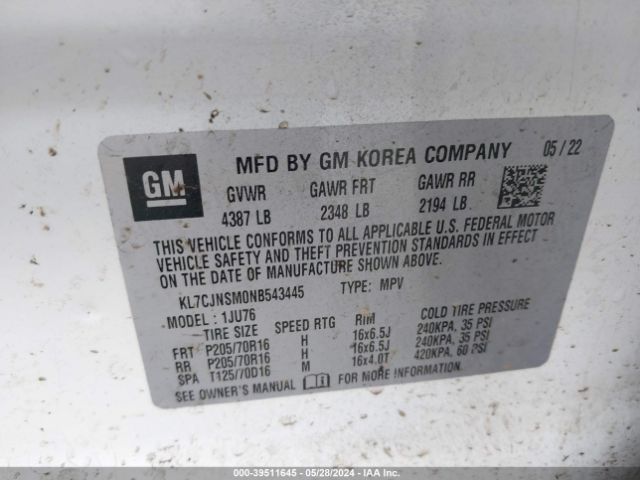 GM
MFD BY GM KOREA COMPANY 05/22
GVWR GAWR FRT GAWR RR
4387 LB 2348 LB 2194 LB
THIS VEHICLE CONFORMS TO ALL APPLICABLE U.S. FEDERAL MOTOR
VEHICLE SAFETY AND THEFT PREVENTION STANDARDS IN EFFECT
ON THE DATE OF MANUFACTURE SHOWN ABOVE.
KL7CJNSM0NB543445 TYPE: MPV
MODEL: 1JU76
TIRE SIZE SPEED RTG RIM COLD TIRE PRESSURE
FRT P205/70R16 H 16x6.5J 240KPA, 35 PSI
RR P205/70R16 H 16x6.5J 240KPA, 35 PSI
SPA T125/70D16 M 16x4.0T 420KPA, 60 PSI
SEE OWNER'S MANUAL FOR MORE INFORMATION.
000-39511645 - 05/28/2024 - IAA Inc.